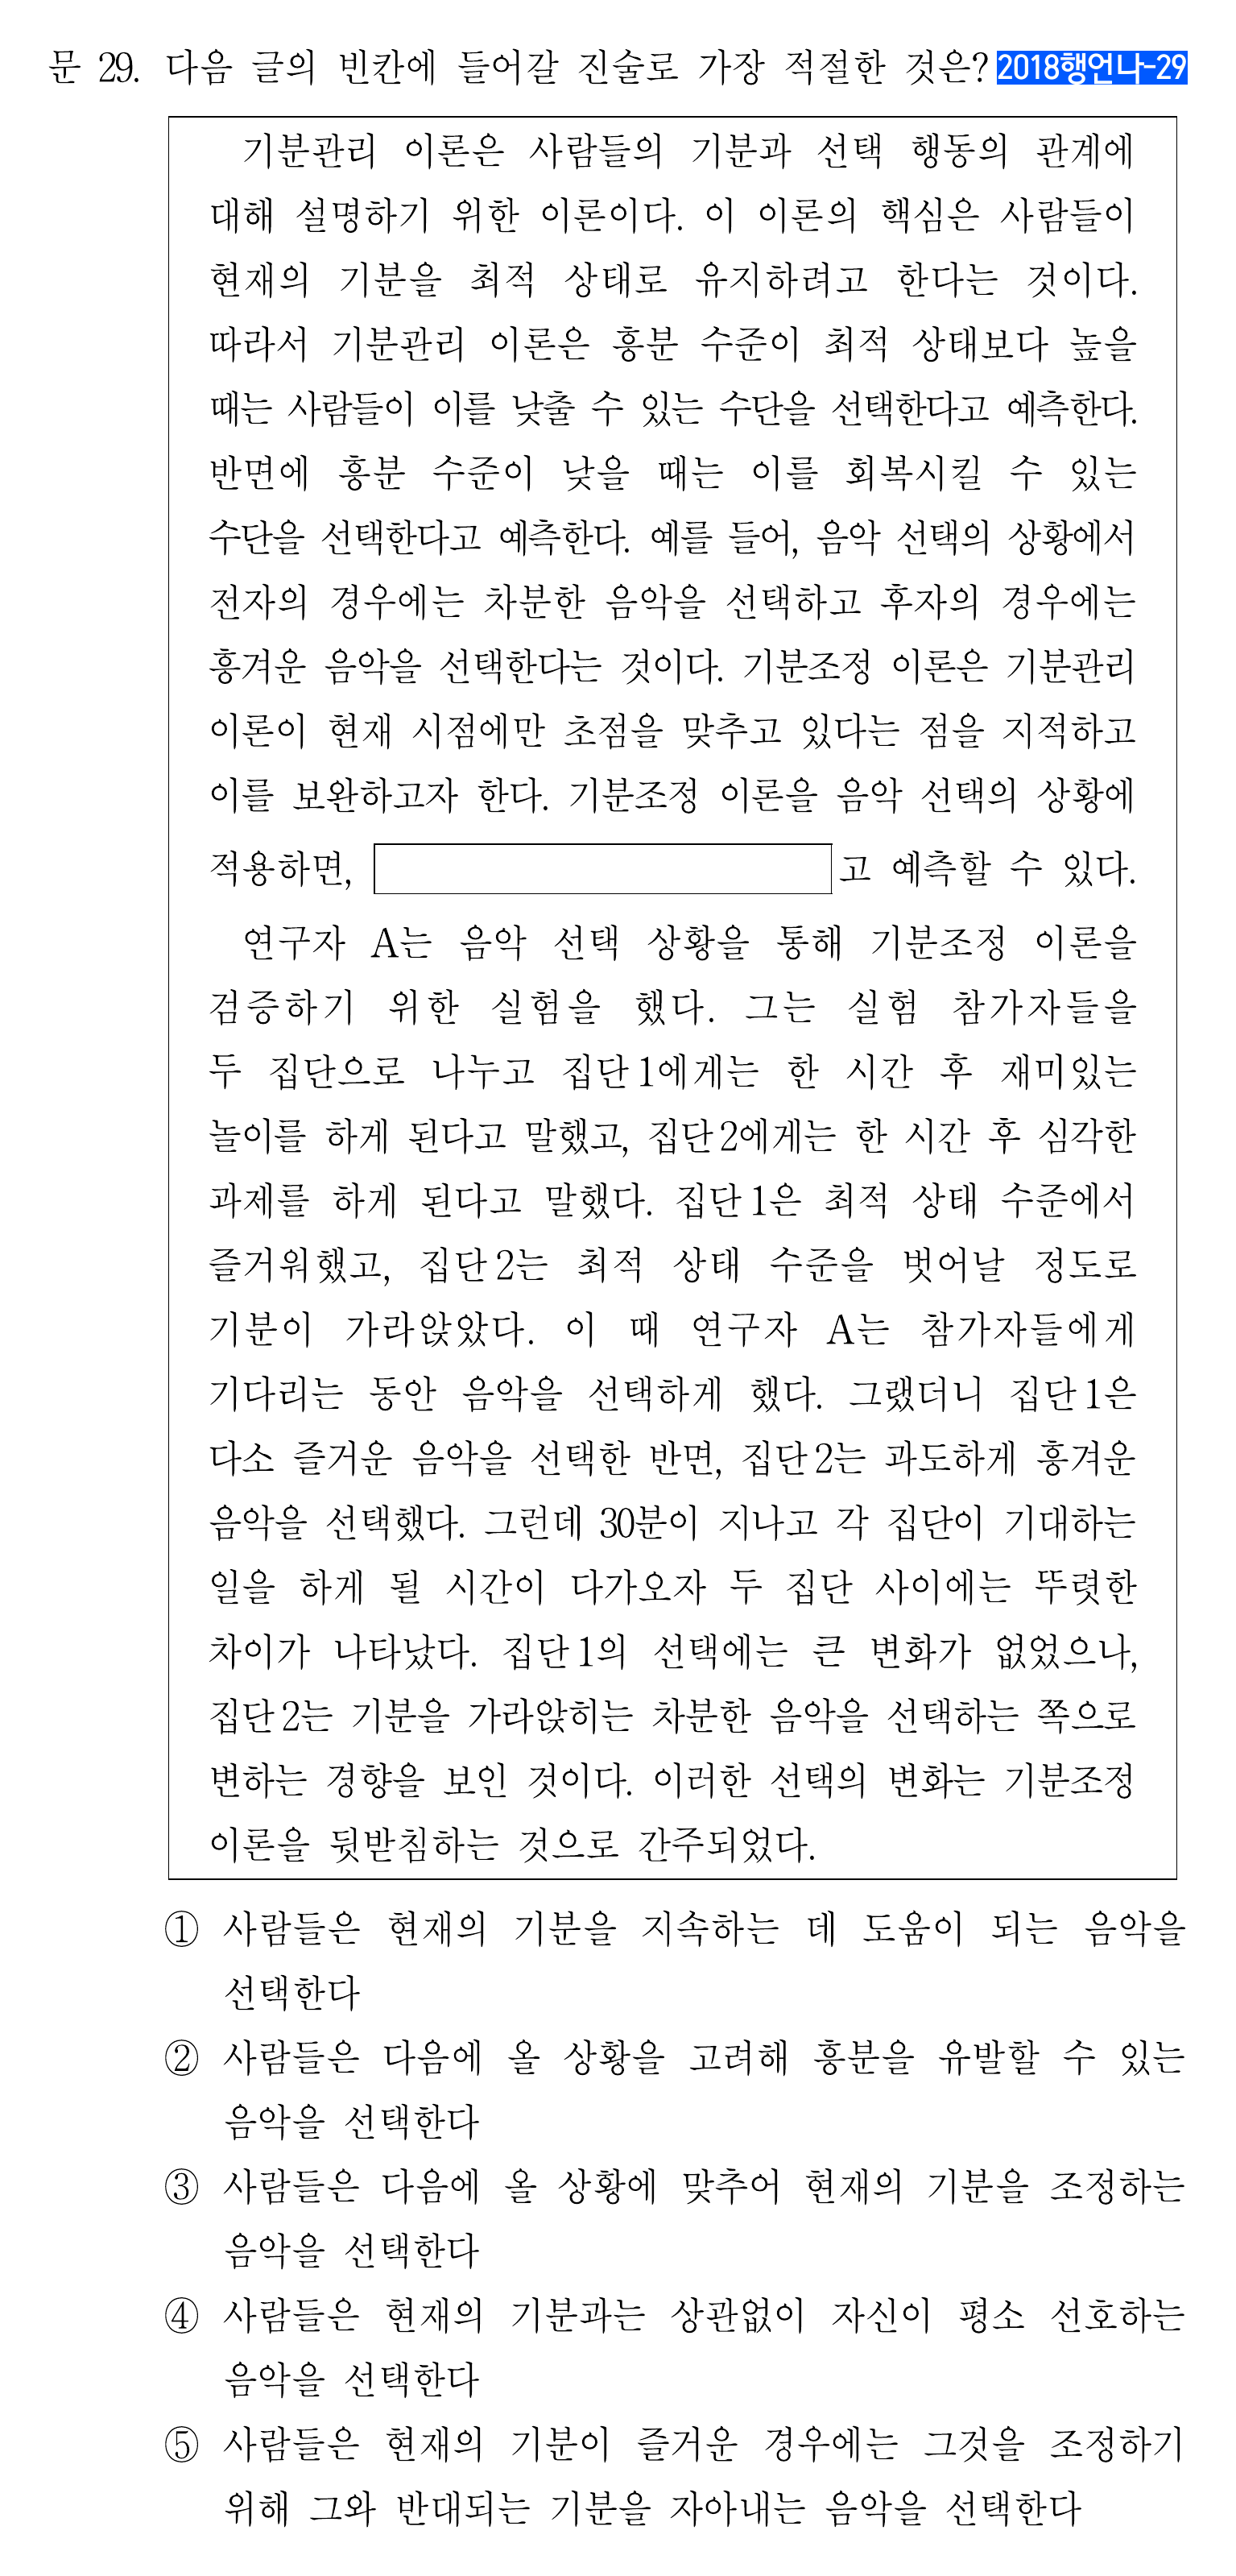 문 29. 다음 글의 빈칸에 들어갈 진술로 가장 적절한 것은? 2018행언나-29
기분관리 이론은 사람들의 기분과 선택 행동의 관계에
대해 설명하기 위한 이론이다. 이 이론의 핵심은 사람들이
현재의 기분을 최적 상태로 유지하려고 한다는 것이다.
따라서 기분관리 이론은 흥분 수준이 최적 상태보다 높을
때는 사람들이 이를 낮출 수 있는 수단을 선택한다고 예측한다.
반면에 흥분 수준이 낮을 때는 이를 회복시킬 수 있는
수단을 선택한다고 예측한다. 예를 들어, 음악 선택의 상황에서
전자의 경우에는 차분한 음악을 선택하고 후자의 경우에는
흥겨운 음악을 선택한다는 것이다. 기분조정 이론은 기분관리
이론이 현재 시점에만 초점을 맞추고 있다는 점을 지적하고
이를 보완하고자 한다. 기분조정 이론을 음악 선택의 상황에
적용하면, 고 예측할 수 있다.
연구자 A는 음악 선택 상황을 통해 기분조정 이론을
검증하기 위한 실험을 했다. 그는 실험 참가자들을
두 집단으로 나누고 집단1에게는 한 시간 후 재미있는
놀이를 하게 된다고 말했고, 집단2에게는 한 시간 후 심각한
과제를 하게 된다고 말했다. 집단1은 최적 상태 수준에서
즐거워했고, 집단2는 최적 상태 수준을 벗어날 정도로
기분이 가라앉았다. 이 때 연구자 A는 참가자들에게
기다리는 동안 음악을 선택하게 했다. 그랬더니 집단1은
다소 즐거운 음악을 선택한 반면, 집단2는 과도하게 흥겨운
음악을 선택했다. 그런데 30분이 지나고 각 집단이 기대하는
일을 하게 될 시간이 다가오자 두 집단 사이에는 뚜렷한
차이가 나타났다. 집단1의 선택에는 큰 변화가 없었으나,
집단2는 기분을 가라앉히는 차분한 음악을 선택하는 쪽으로
변하는 경향을 보인 것이다. 이러한 선택의 변화는 기분조정
이론을 뒷받침하는 것으로 간주되었다.
① 사람들은 현재의 기분을 지속하는 데 도움이 되는 음악을
선택한다
② 사람들은 다음에 올 상황을 고려해 흥분을 유발할 수 있는
음악을 선택한다
③ 사람들은 다음에 올 상황에 맞추어 현재의 기분을 조정하는
음악을 선택한다
④ 사람들은 현재의 기분과는 상관없이 자신이 평소 선호하는
음악을 선택한다
⑤ 사람들은 현재의 기분이 즐거운 경우에는 그것을 조정하기
위해 그와 반대되는 기분을 자아내는 음악을 선택한다